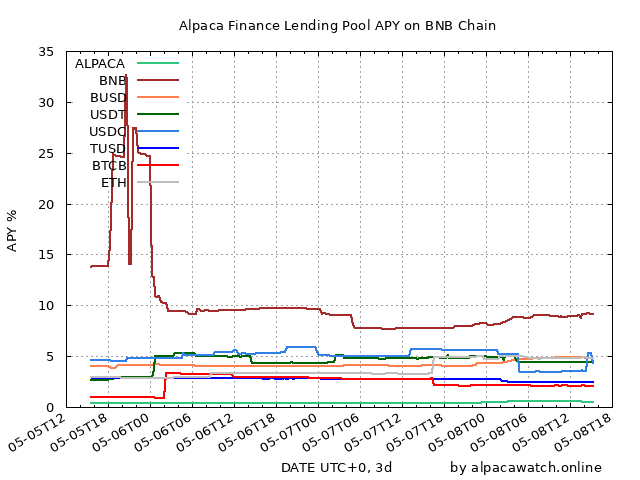 Alpaca Finance Lending Pool APY on BNB Chain
35
30
25
20
15
10
5
0
APY %
ALPACA
BNB
BUSD
USDT
USDC
TUSD
BTCB
ETH
05-05T12
05-05T18
05-06T00
05-06T06
05-06T12
05-06T18
05-07T00
05-07T06
05-07T12
05-07T18
05-08T00
05-08T06
05-08T12
05-08T18
DATE UTC+0, 3d
by alpacawatch.online